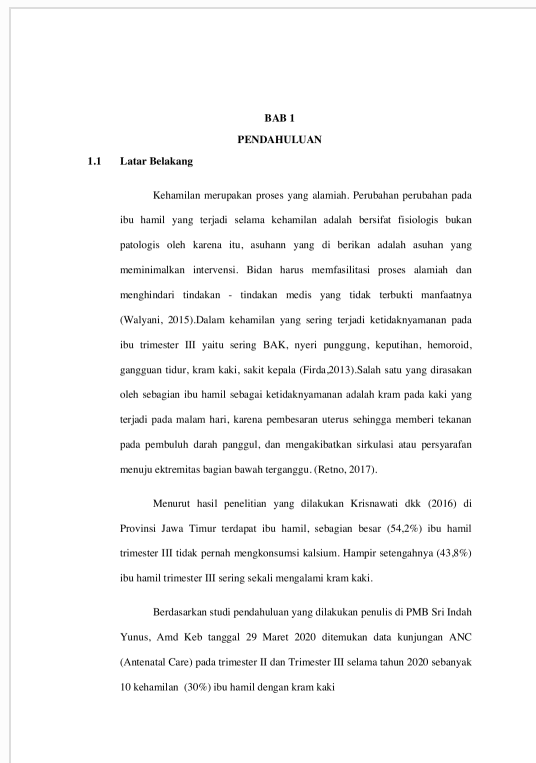 BAB 1
PENDAHULUAN
1.1 Latar Belakang
Kehamilan merupakan proses yang alamiah. Perubahan perubahan pada
ibu hamil yang terjadi selama kehamilan adalah bersifat fisiologis bukan
patologis oleh karena itu, asuhann yang di berikan adalah asuhan yang
meminimalkan intervensi. Bidan harus memfasilitasi proses alamiah dan
menghindari tindakan - tindakan medis yang tidak terbukti manfaatnya
(Walyani, 2015).Dalam kehamilan yang sering terjadi ketidaknyamanan pada
ibu trimester III yaitu sering BAK, nyeri punggung, keputihan, hemoroid,
gangguan tidur, kram kaki, sakit kepala (Firda,2013).Salah satu yang dirasakan
oleh sebagian ibu hamil sebagai ketidaknyamanan adalah kram pada kaki yang
terjadi pada malam hari, karena pembesaran uterus sehingga memberi tekanan
pada pembuluh darah panggul, dan mengakibatkan sirkulasi atau persyarafan
menuju ektremitas bagian bawah terganggu. (Retno, 2017).
Menurut hasil penelitian yang dilakukan Krisnawati dkk (2016) di
Provinsi Jawa Timur terdapat ibu hamil, sebagian besar (54,2%) ibu hamil
trimester III tidak pernah mengkonsumsi kalsium. Hampir setengahnya (43,8%)
ibu hamil trimester III sering sekali mengalami kram kaki.
Berdasarkan studi pendahuluan yang dilakukan penulis di PMB Sri Indah
Yunus, Amd Keb tanggal 29 Maret 2020 ditemukan data kunjungan ANC
(Antenatal Care) pada trimester II dan Trimester III selama tahun 2020 sebanyak
10 kehamilan (30%) ibu hamil dengan kram kaki